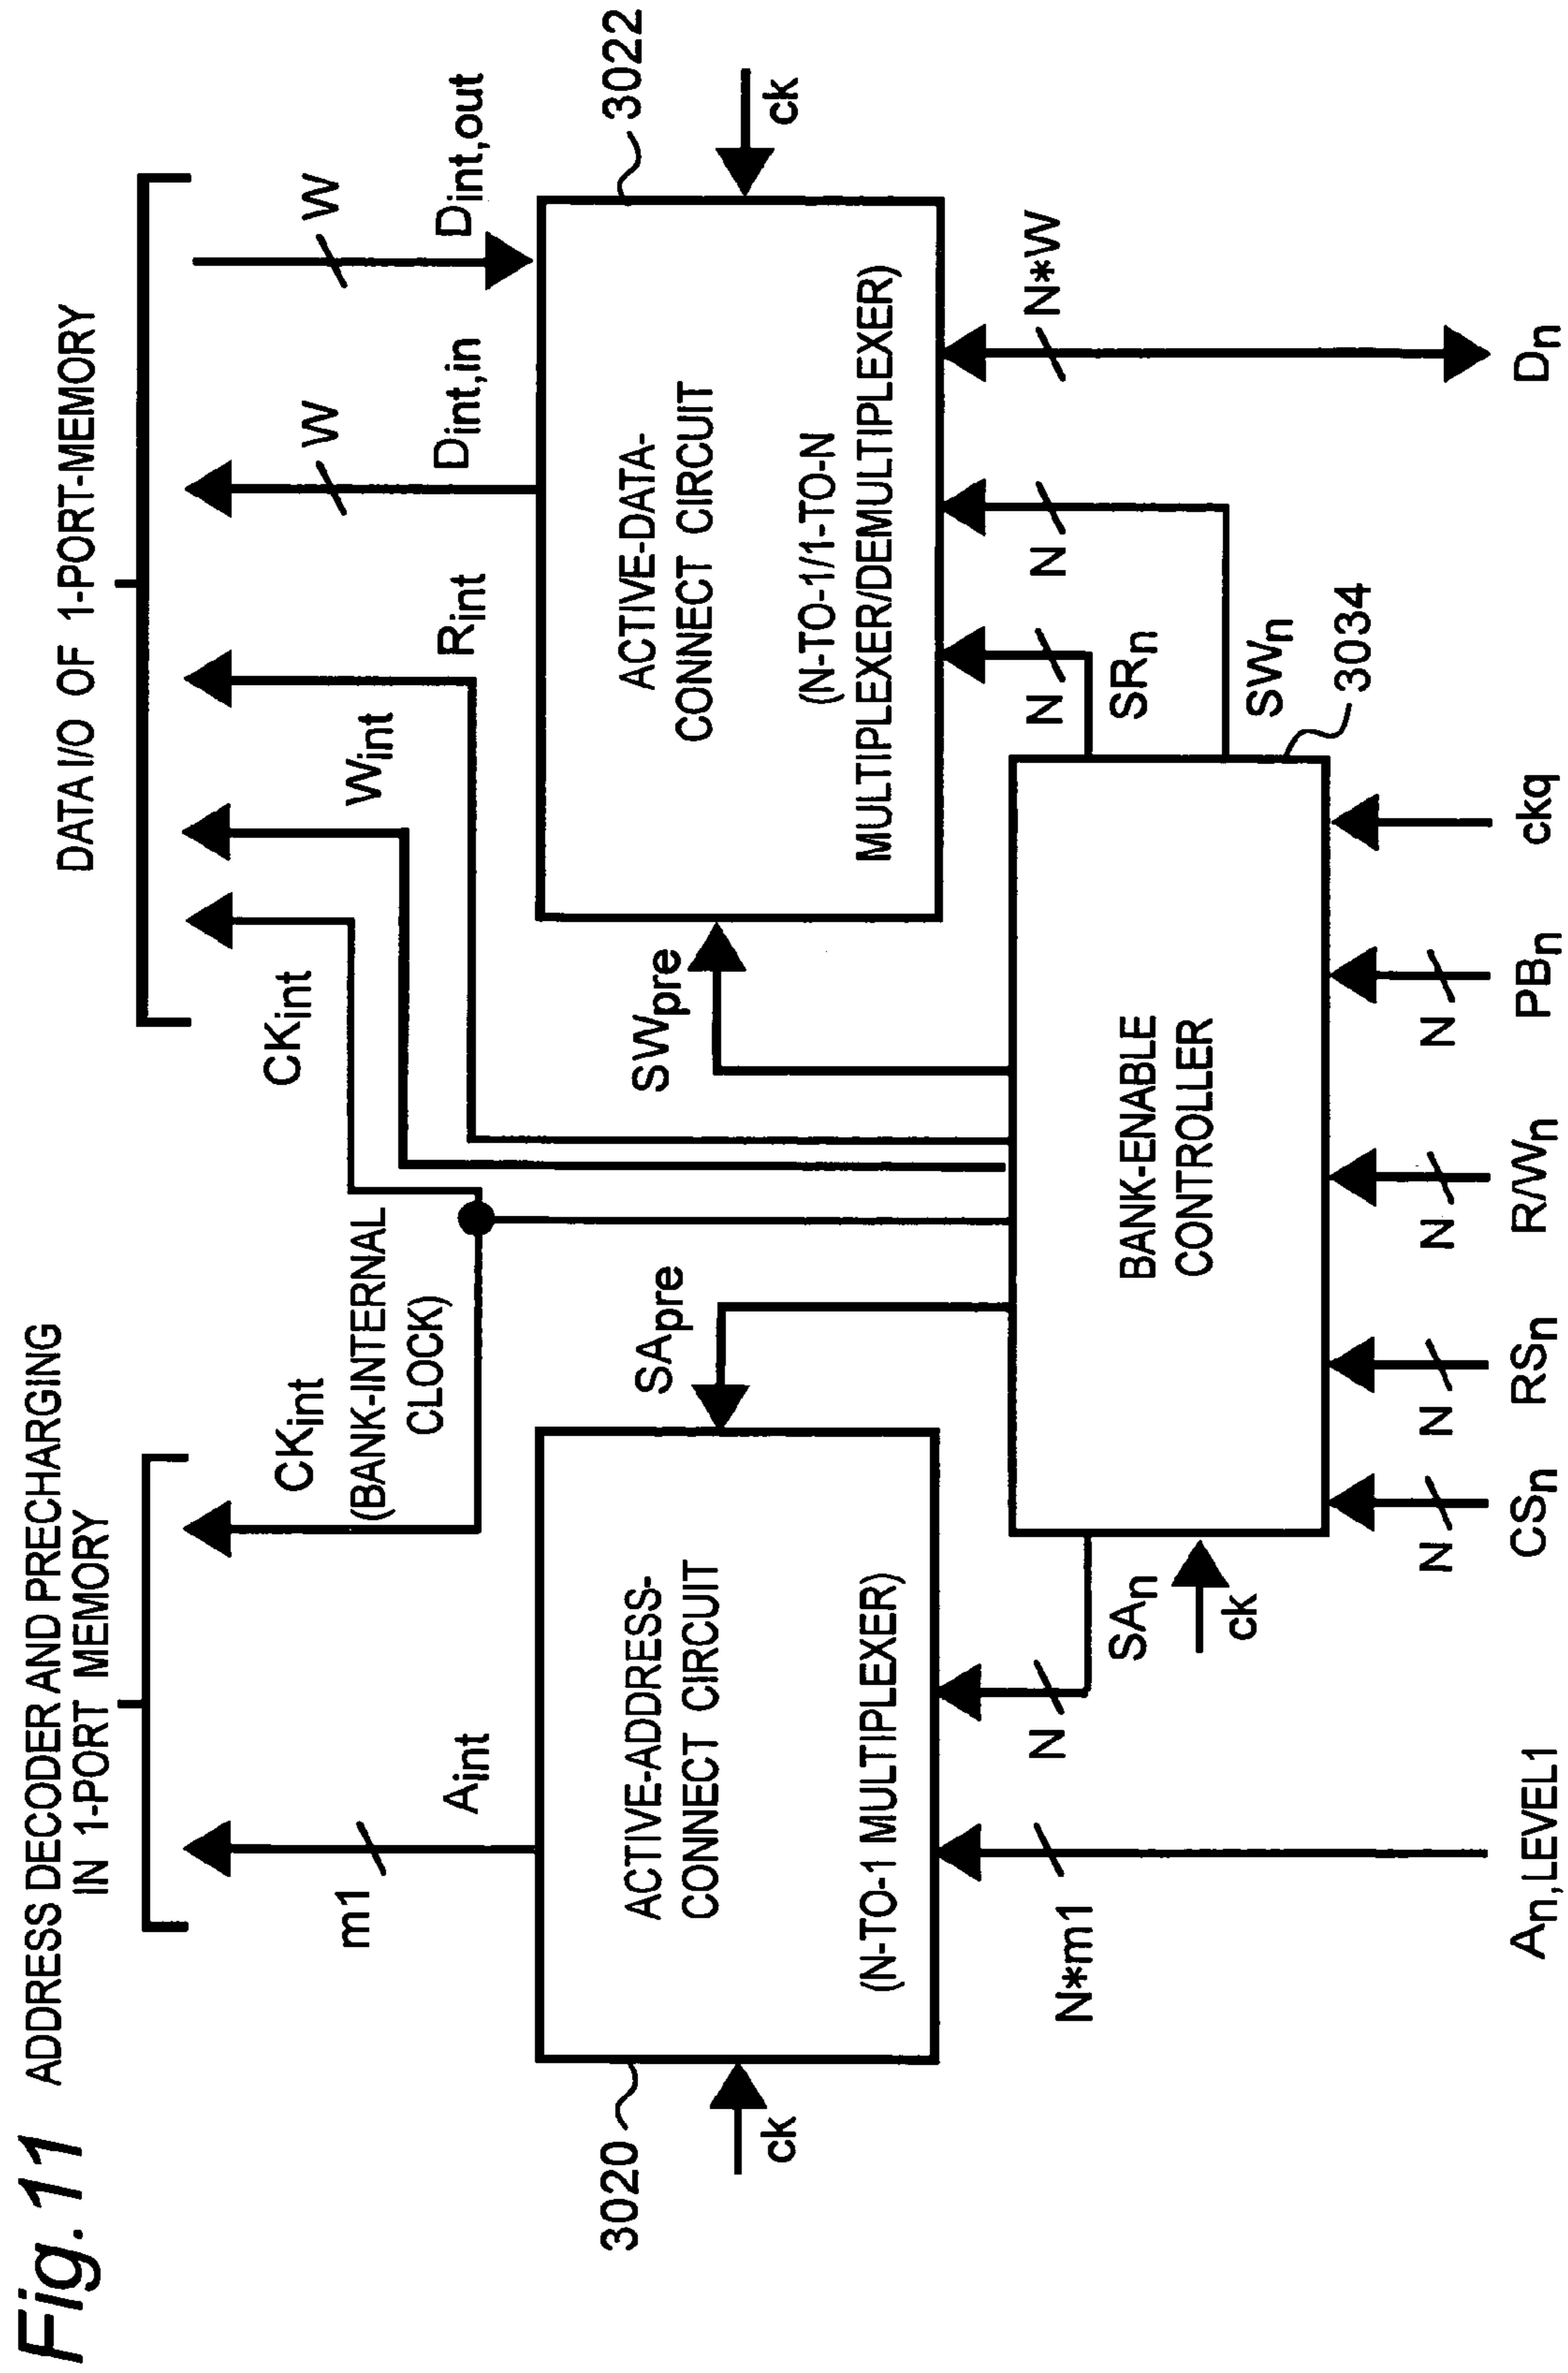 Fig.11
ADDRESS DECODER AND PRECHARGING
IN 1-PORT MEMORY
DATA I/O OF 1-PORT-MEMORY
m1
Aint
CKint
(BANK-INTERNAL
CLOCK)
CKint
Wint
Rint
W
Dint,in
W
Dint,out
3020
ck
ACTIVE-ADDRESS-
CONNECT CIRCUIT
(N-TO-1 MULTIPLEXER)
SApre
SWpre
ACTIVE-DATA-
CONNECT CIRCUIT
(N-TO-1/1-TO-N
MULTIPLEXER/DEMULTIPLEXER)
3022
ck
N*m1
N
SAn
ck
BANK-ENABLE
CONTROLLER
N
SRn
N
SWn
3034
N*W
N
N
N
N
An,LEVEL1
CSn
RSn
R/Wn
PBn
ckq
Dn